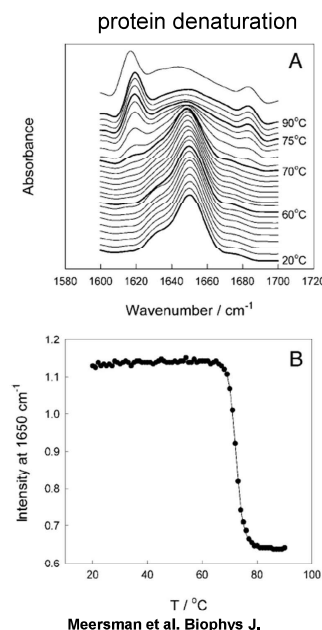 protein denaturation
A
Absorbance
90°C
75°C
70°C
60°C
20°C
1580 1600 1620 1640 1660 1680 1700 1720
Wavenumber / cm-1
1.2
B
1.1
1.0
0.9
0.8
0.7
0.6
Intensity at 1650 cm-1
20 40 60 80 100
T / °C
Meersman et al. Biophys J.